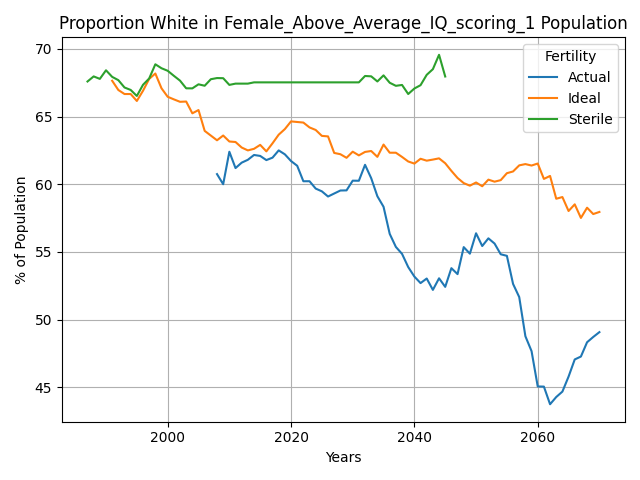 Proportion White in Female_Above_Average_IQ_scoring_1 Population
Fertility
Actual
Ideal
Sterile
% of Population
70
65
60
55
50
45
2000
2020
2040
2060
Years